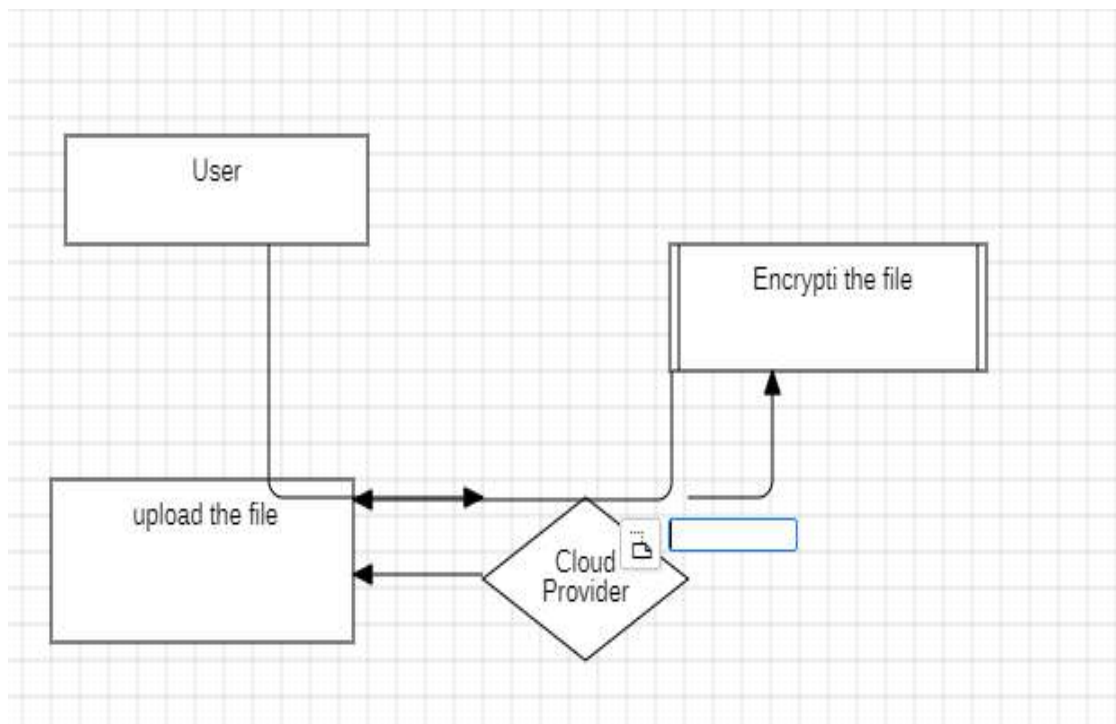 User
Encrypti the file
upload the file
Cloud
Provider